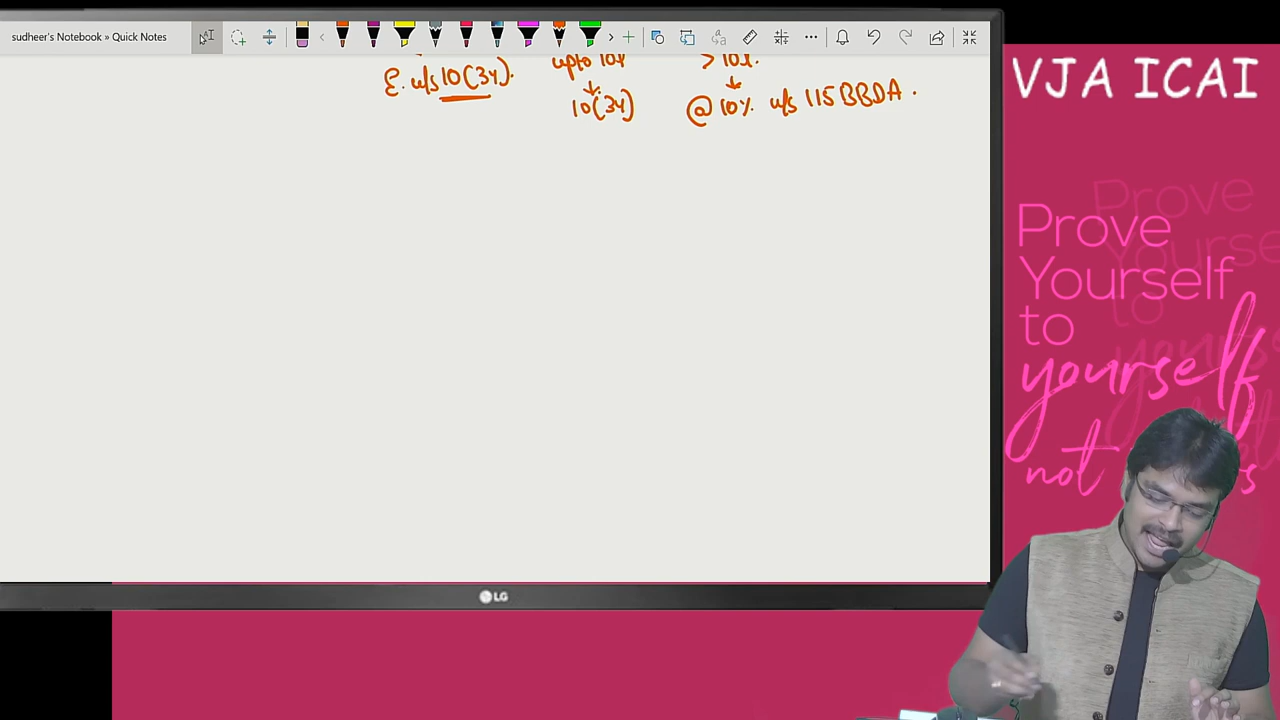 sudheer's Notebook » Quick Notes
VJA ICAI
upto 10L > 10L.
E. u/s 10(34).
10(34) @ 10% u/s 115BBDA.
Prove
Yourself
to
yourself
not
LG